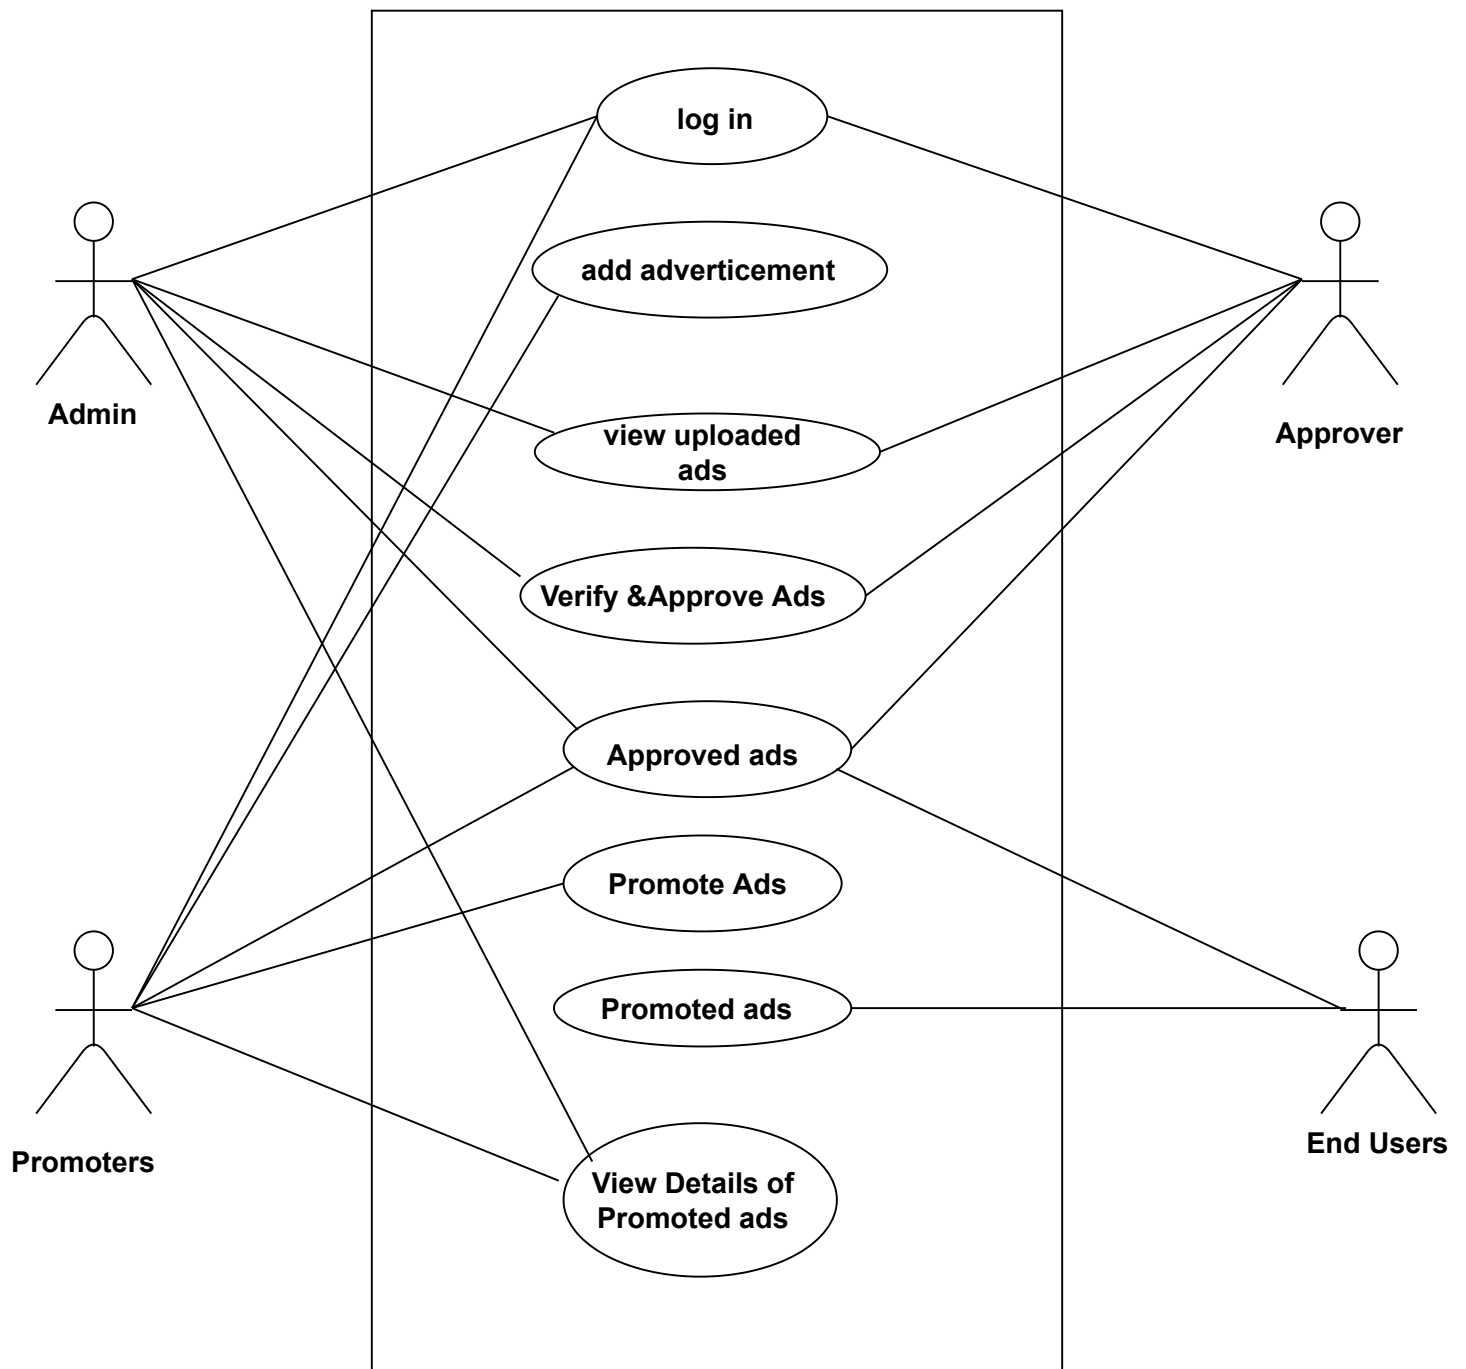 log in
add adverticement
Admin
view uploaded
ads
Approver
Verify &Approve Ads
Approved ads
Promote Ads
Promoted ads
Promoters
End Users
View Details of
Promoted ads